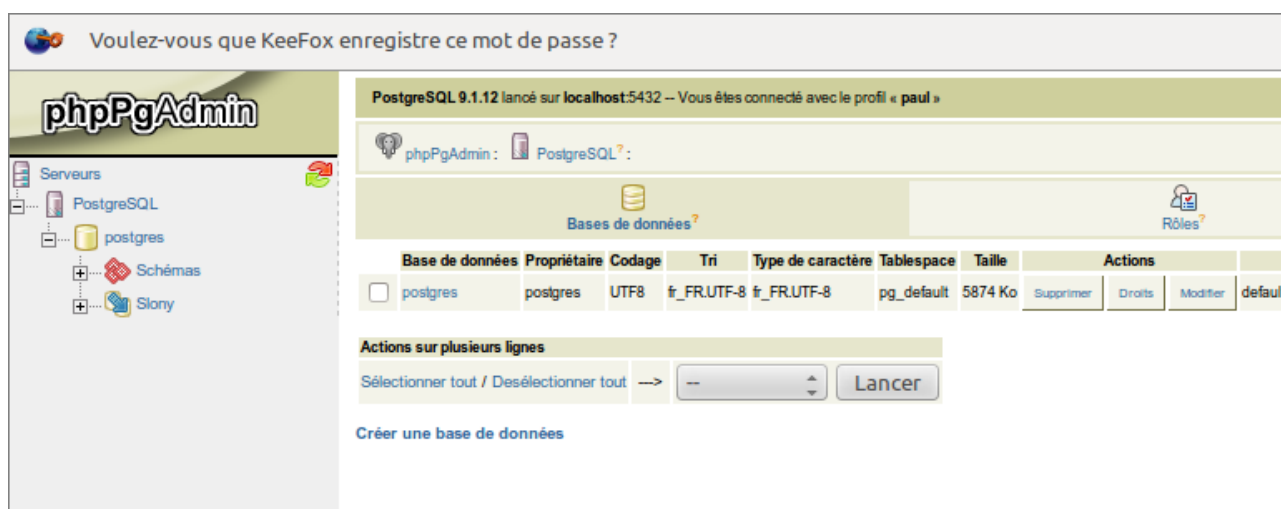 Voulez-vous que KeeFox enregistre ce mot de passe ?
phpPgAdmin
Serveurs
PostgreSQL
postgres
Schémas
Slony
PostgreSQL 9.1.12 lancé sur localhost:5432 -- Vous êtes connecté avec le profil « paul »
phpPgAdmin : PostgreSQL? :
Bases de données? Rôles?
Base de données Propriétaire Codage Tri Type de caractère Tablespace Taille Actions
postgres postgres UTF8 fr_FR.UTF-8 fr_FR.UTF-8 pg_default 5874 Ko Supprimer Droits Modifier defaul
Actions sur plusieurs lignes
Sélectionner tout / Desélectionner tout ---> -- Lancer
Créer une base de données